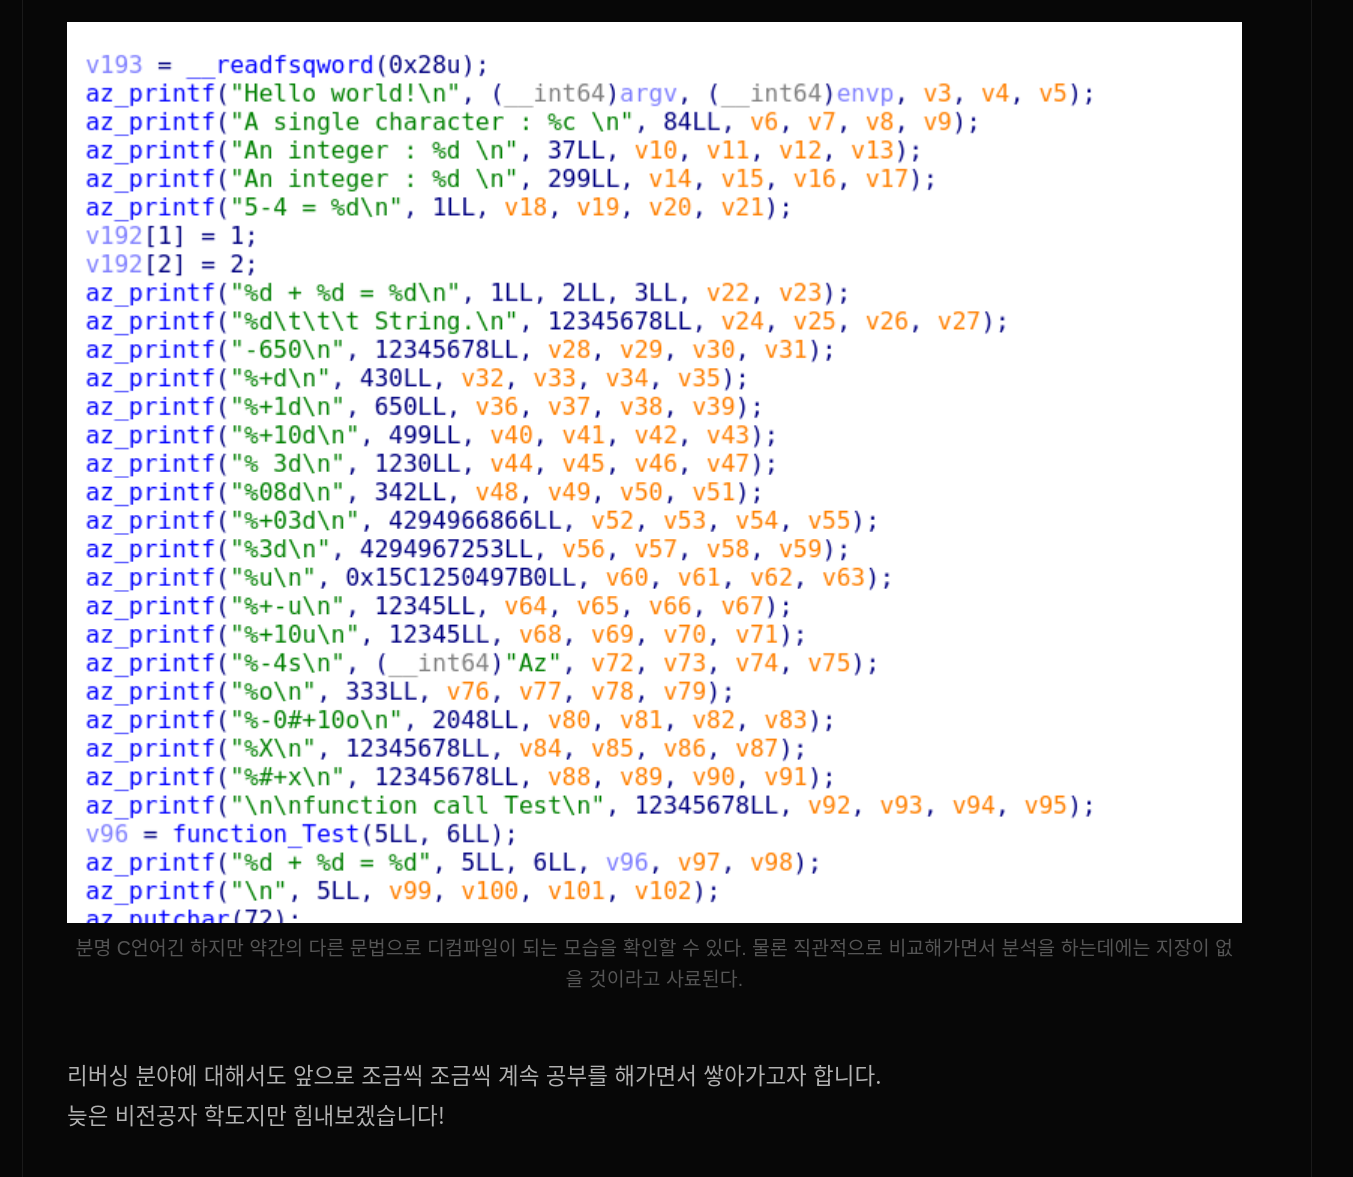 v193 = __readfsqword(0x28u);
az_printf("Hello world!\n", (__int64)argv, (__int64)envp, v3, v4, v5);
az_printf("A single character : %c \n", 84LL, v6, v7, v8, v9);
az_printf("An integer : %d \n", 37LL, v10, v11, v12, v13);
az_printf("An integer : %d \n", 299LL, v14, v15, v16, v17);
az_printf("5-4 = %d\n", 1LL, v18, v19, v20, v21);
v192[1] = 1;
v192[2] = 2;
az_printf("%d + %d = %d\n", 1LL, 2LL, 3LL, v22, v23);
az_printf("%d\t\t\t String.\n", 12345678LL, v24, v25, v26, v27);
az_printf("-650\n", 12345678LL, v28, v29, v30, v31);
az_printf("%+d\n", 430LL, v32, v33, v34, v35);
az_printf("%+1d\n", 650LL, v36, v37, v38, v39);
az_printf("%+10d\n", 499LL, v40, v41, v42, v43);
az_printf("% 3d\n", 1230LL, v44, v45, v46, v47);
az_printf("%08d\n", 342LL, v48, v49, v50, v51);
az_printf("%+03d\n", 4294966866LL, v52, v53, v54, v55);
az_printf("%3d\n", 4294967253LL, v56, v57, v58, v59);
az_printf("%u\n", 0x15C1250497B0LL, v60, v61, v62, v63);
az_printf("%+-u\n", 12345LL, v64, v65, v66, v67);
az_printf("%+10u\n", 12345LL, v68, v69, v70, v71);
az_printf("%-4s\n", (__int64)"Az", v72, v73, v74, v75);
az_printf("%o\n", 333LL, v76, v77, v78, v79);
az_printf("%-0#+10o\n", 2048LL, v80, v81, v82, v83);
az_printf("%X\n", 12345678LL, v84, v85, v86, v87);
az_printf("%#+x\n", 12345678LL, v88, v89, v90, v91);
az_printf("\n\nfunction call Test\n", 12345678LL, v92, v93, v94, v95);
v96 = function_Test(5LL, 6LL);
az_printf("%d + %d = %d", 5LL, 6LL, v96, v97, v98);
az_printf("\n", 5LL, v99, v100, v101, v102);
az_putchar(72);
분명 C언어긴 하지만 약간의 다른 문법으로 디컴파일이 되는 모습을 확인할 수 있다. 물론 직관적으로 비교해가면서 분석을 하는데에는 지장이 없
을 것이라고 사료된다.
리버싱 분야에 대해서도 앞으로 조금씩 조금씩 계속 공부를 해가면서 쌓아가고자 합니다.
늦은 비전공자 학도지만 힘내보겠습니다!